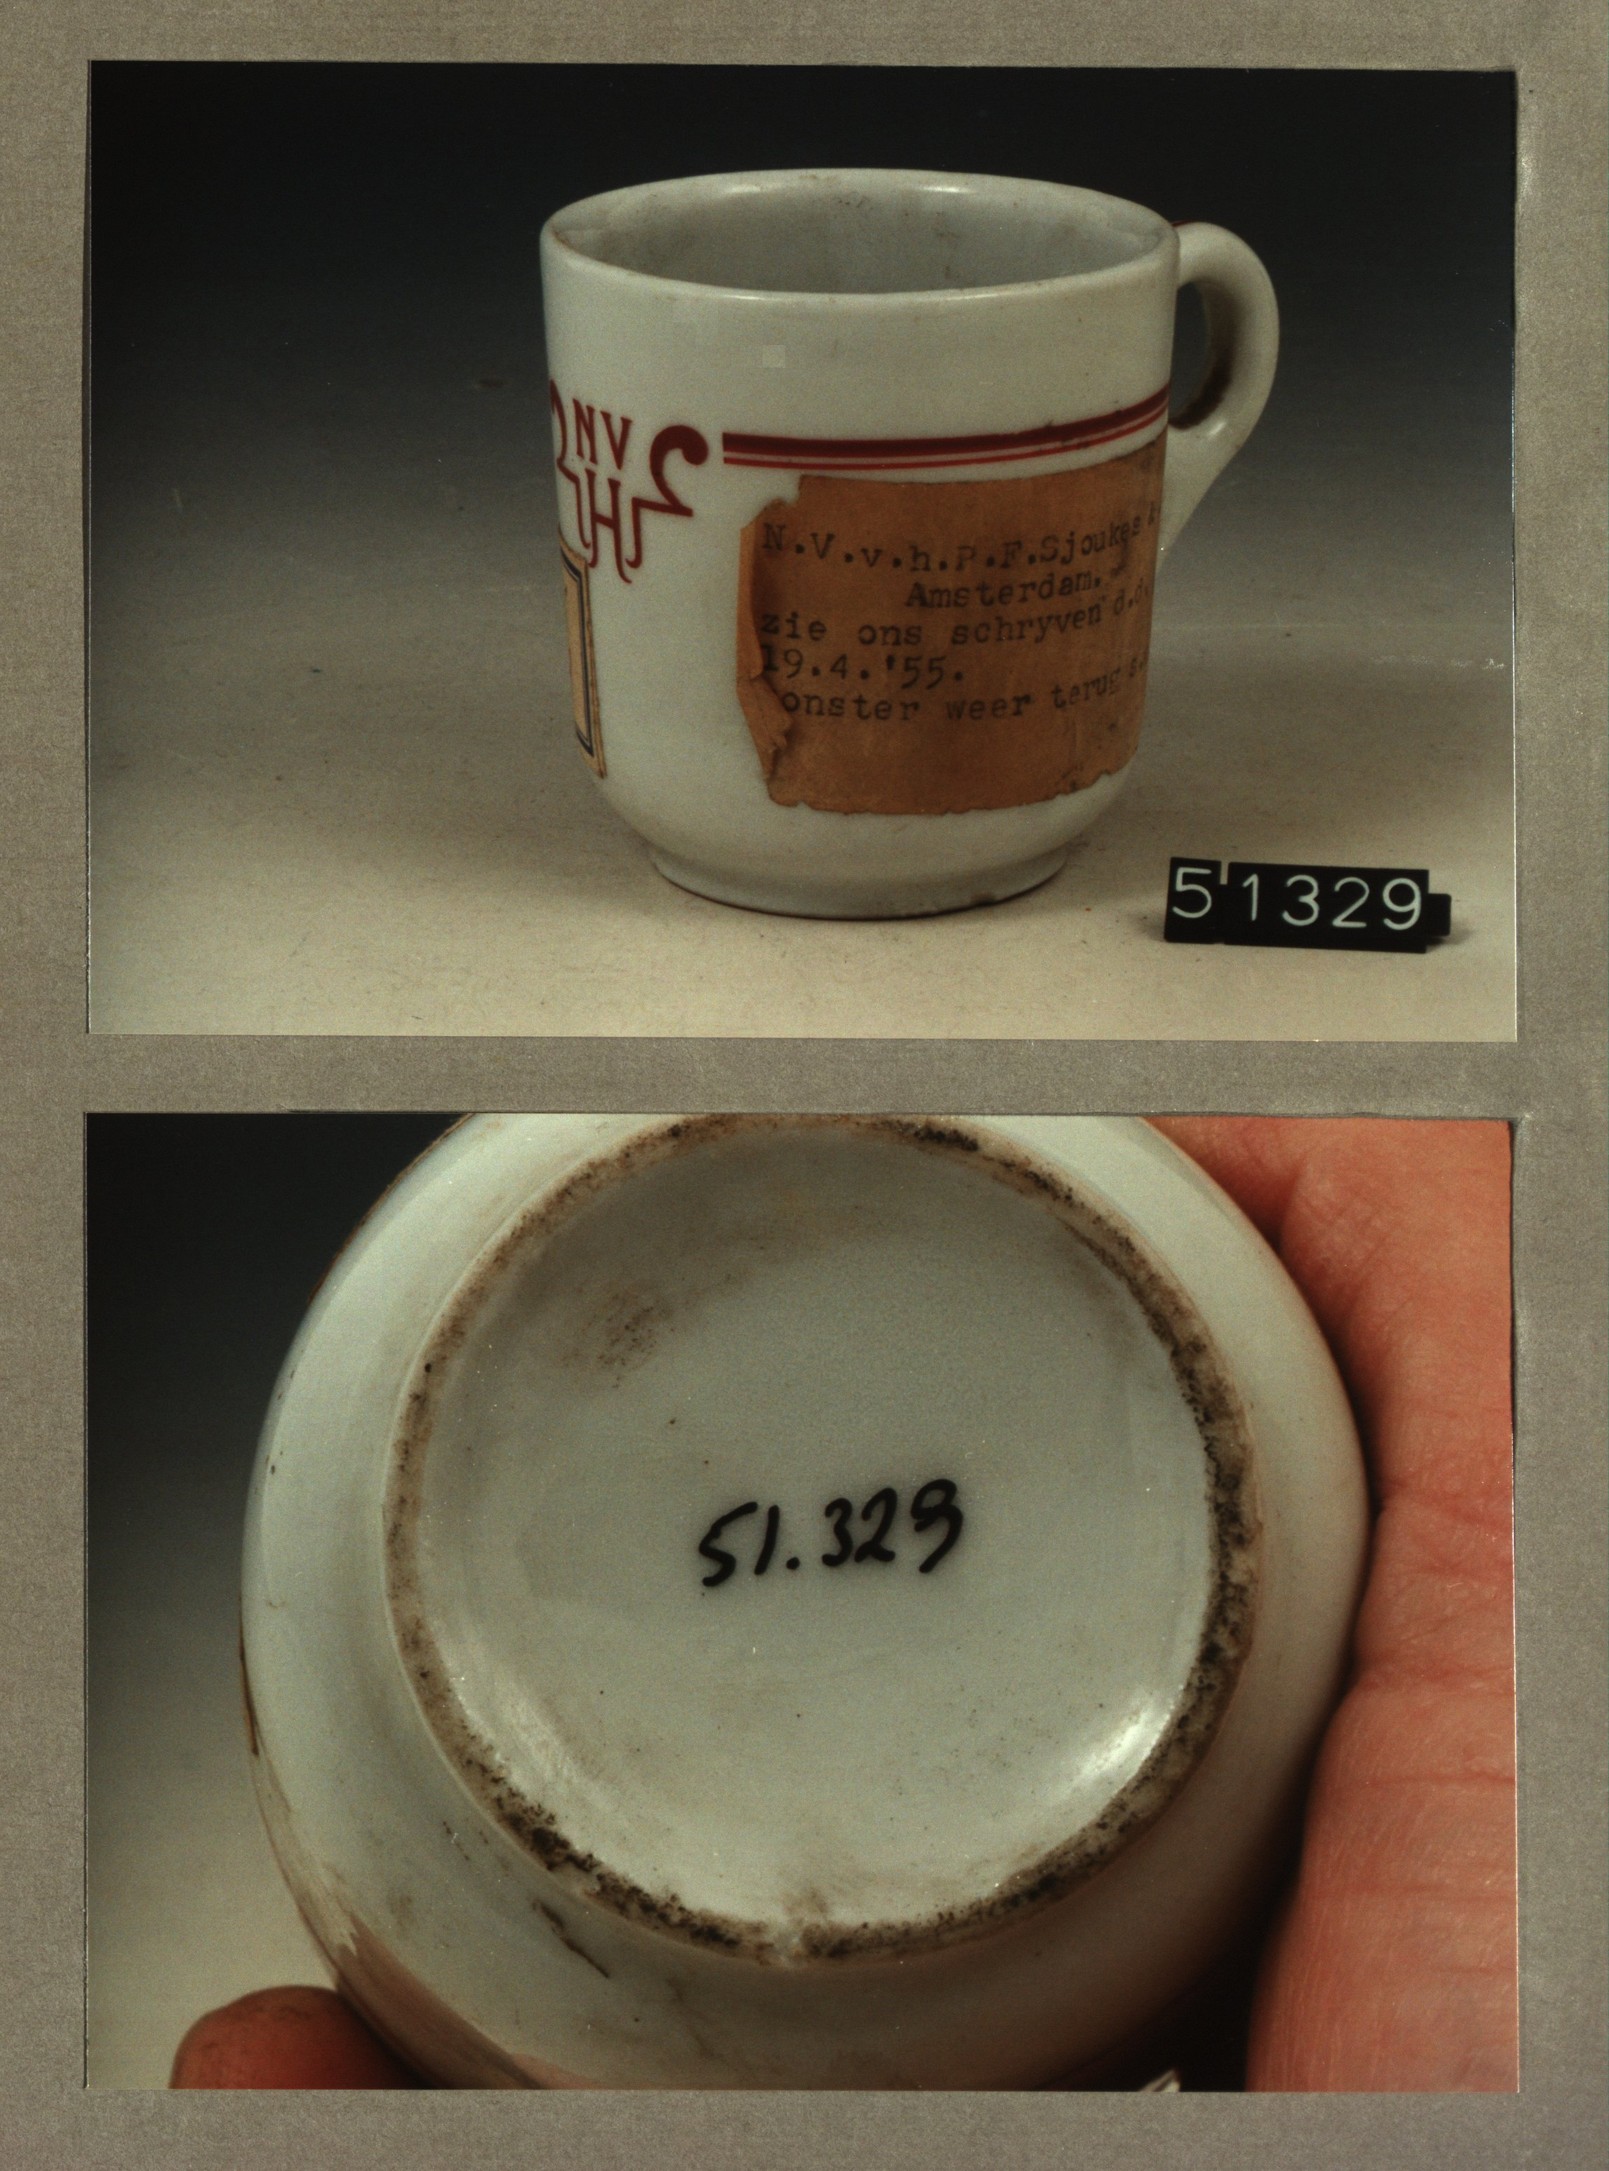 NV
H
N.V.v.h.P.F.Sjoukes
Amsterdam.
zie ons schryven d.d.
19.4.'55.
onster weer terug
51329
51.329